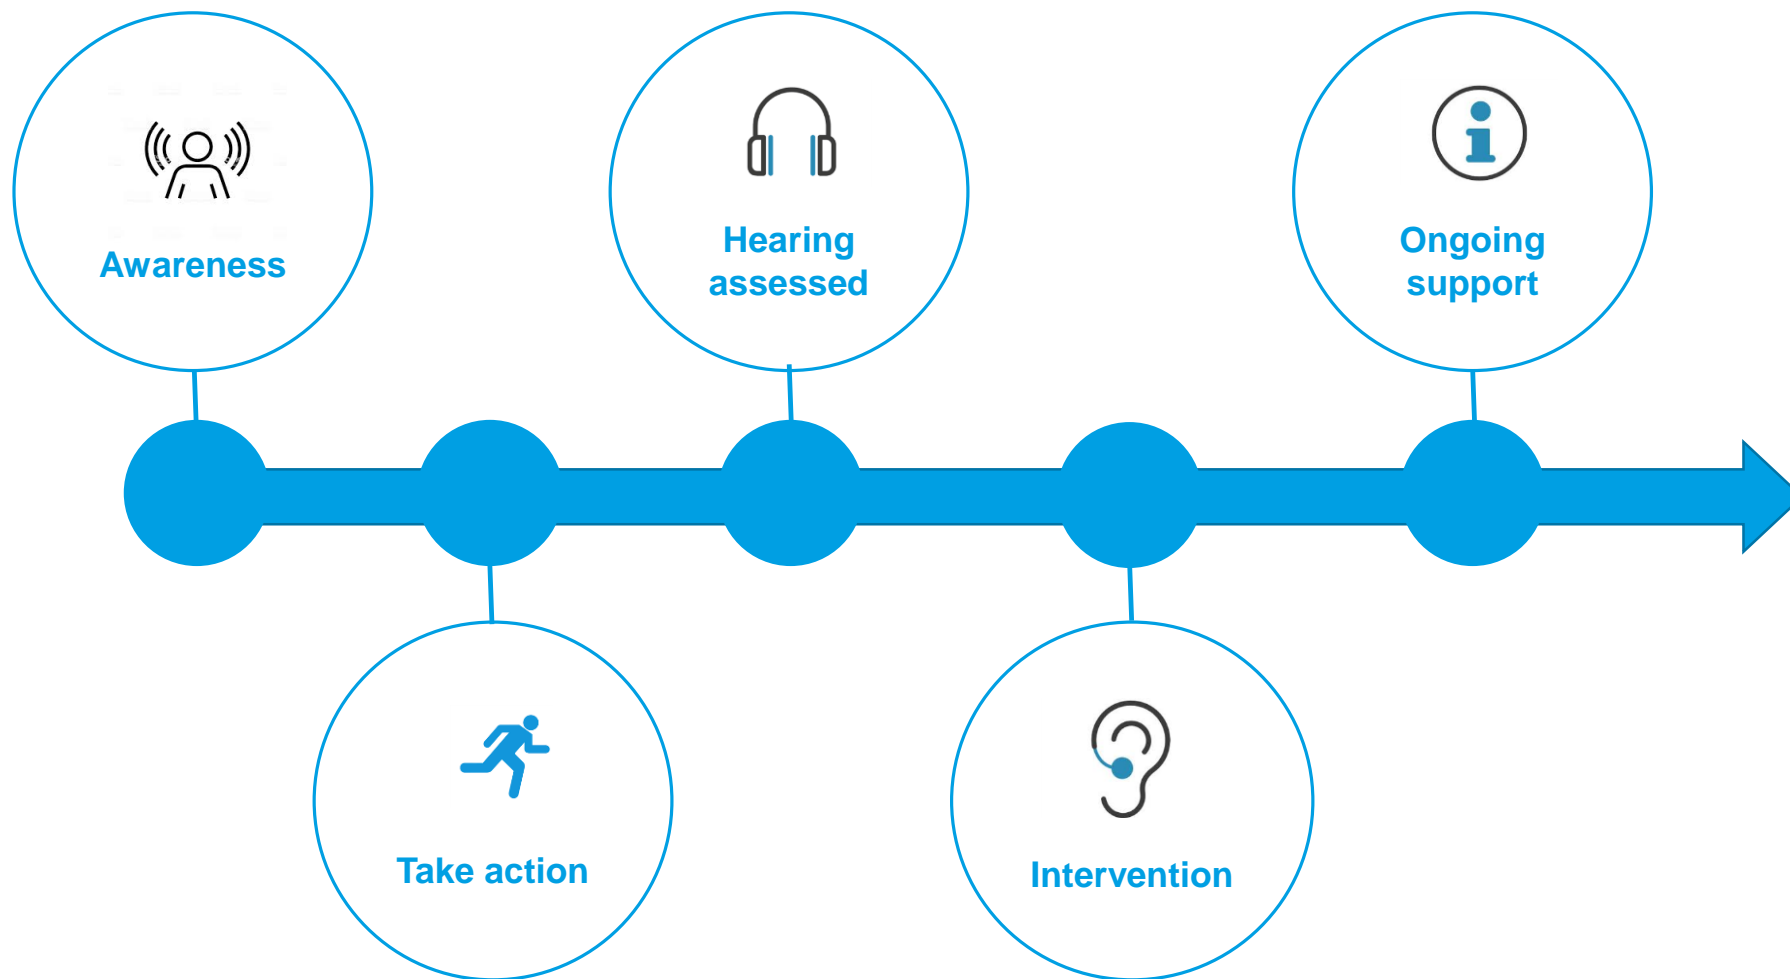 Awareness
Hearing
assessed
Ongoing
support
Take action
Intervention